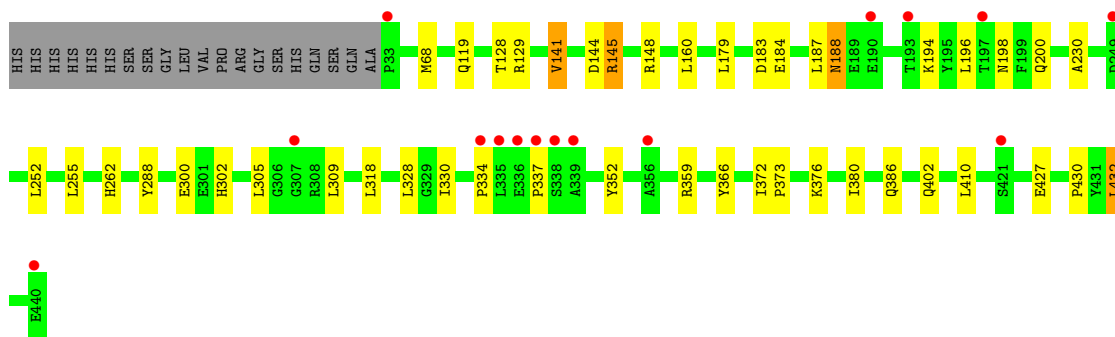 HIS HIS HIS HIS HIS HIS SER SER GLY LEU VAL PRO ARG GLY SER HIS GLN SER GLN ALA P33 M68 Q119 T128 R129 V141 D144 R145 R148 L160 L179 D183 E184 L187 N188 E189 E190 T193 K194 Y195 L196 T197 N198 F199 Q200 A230 D249
L252 L255 H262 Y288 E300 E301 H302 L305 G306 G307 R308 L309 L318 L328 G329 I330 P334 L335 E336 P337 S338 A339 Y352 A356 R359 Y366 I372 P373 K376 I380 Q386 Q402 L410 S421 E427 P430 Y431 L432
E440